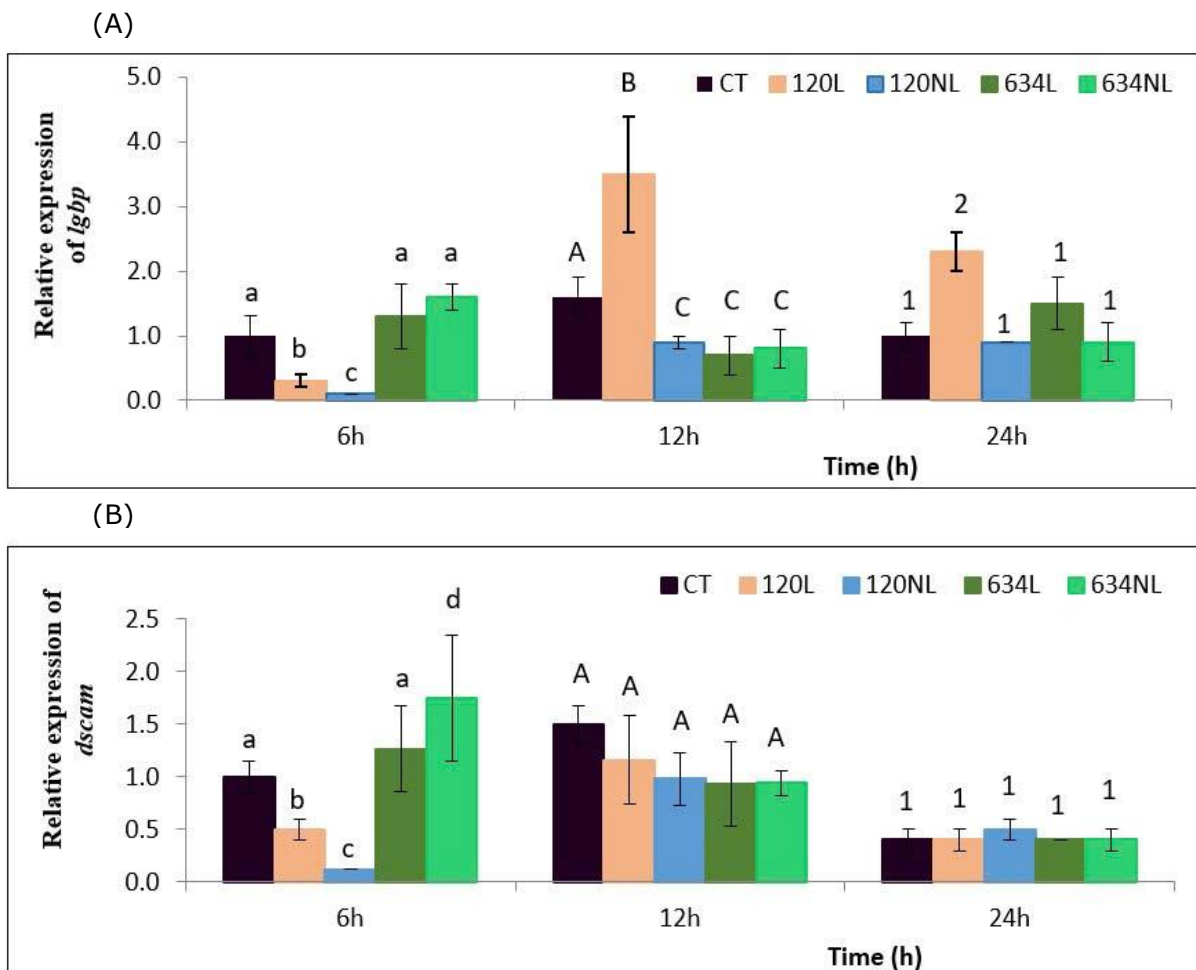 (A)
Relative expression
of lgbp
5.0
4.0
3.0
2.0
1.0
0.0
CT 120L 120NL 634L 634NL
a b c a a
A B C C C
1 2 1 1 1
6h 12h 24h
Time (h)
(B)
Relative expression of
dscam
2.5
2.0
1.5
1.0
0.5
0.0
CT 120L 120NL 634L 634NL
a b c a d
A A A A A
1 1 1 1 1
6h 12h 24h
Time (h)